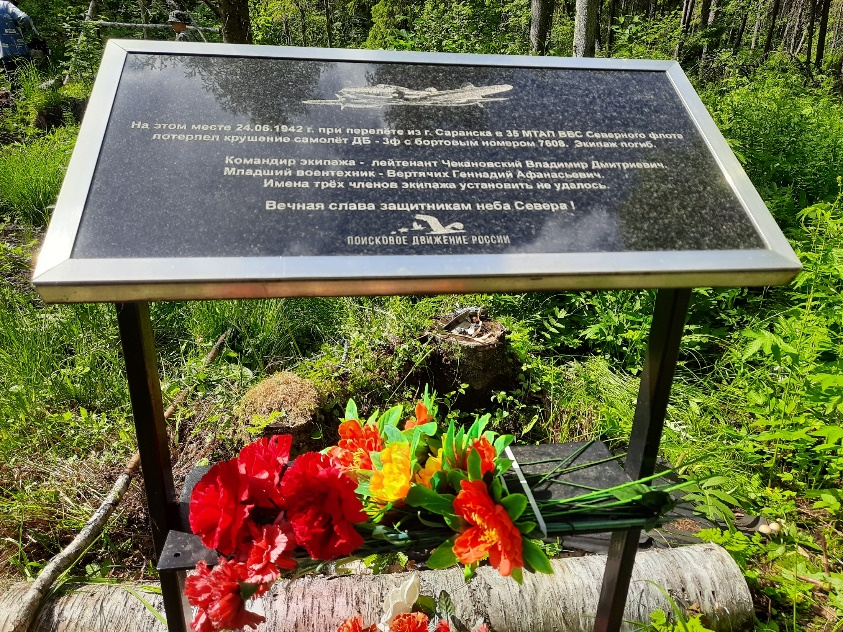 На этом месте 24.06.1942 г. при перелёте из г. Саранска в 35 МТАП ВВС Северного флота
потерпел крушение самолёт ДБ - 3ф с бортовым номером 7608. Экипаж погиб.
Командир экипажа - лейтенант Чекановский Владимир Дмитриевич.
Младший воентехник - Вертячих Геннадий Афанасьевич.
Имена трёх членов экипажа установить не удалось.
Вечная слава защитникам неба Севера !
ПОИСКОВОЕ ДВИЖЕНИЕ РОССИИ